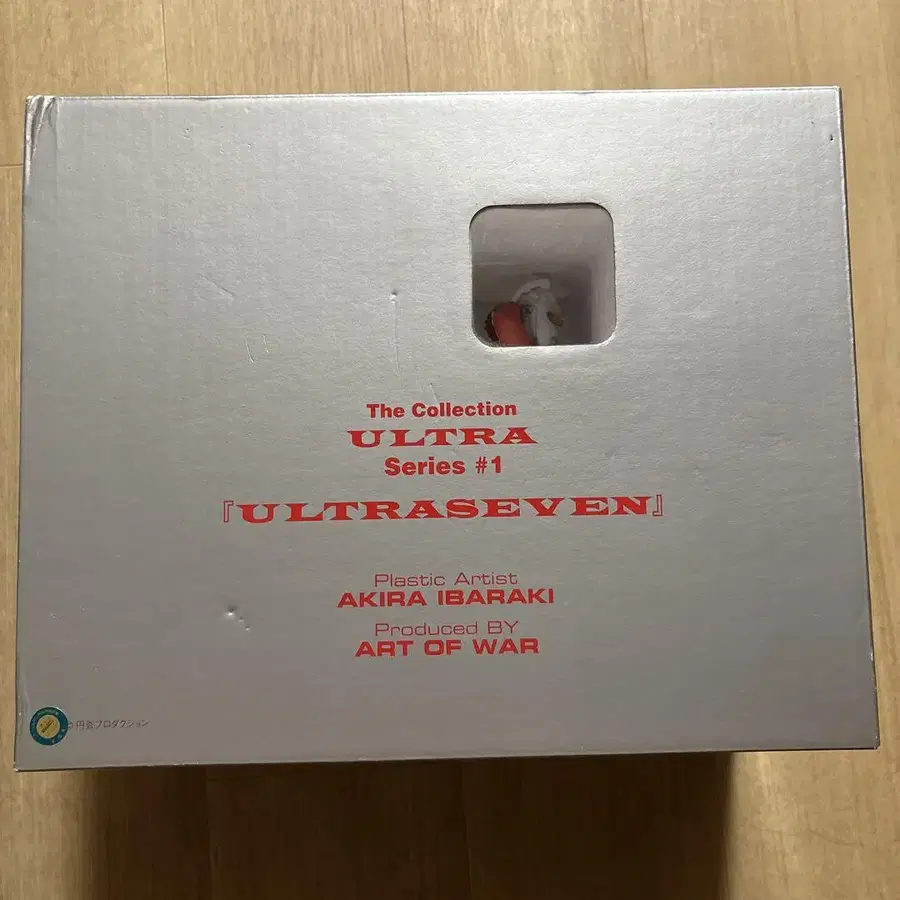 The Collection
ULTRA
Series #1
『ULTRASEVEN』
Plastic Artist
AKIRA IBARAKI
Produced BY
ART OF WAR
円谷プロダクション